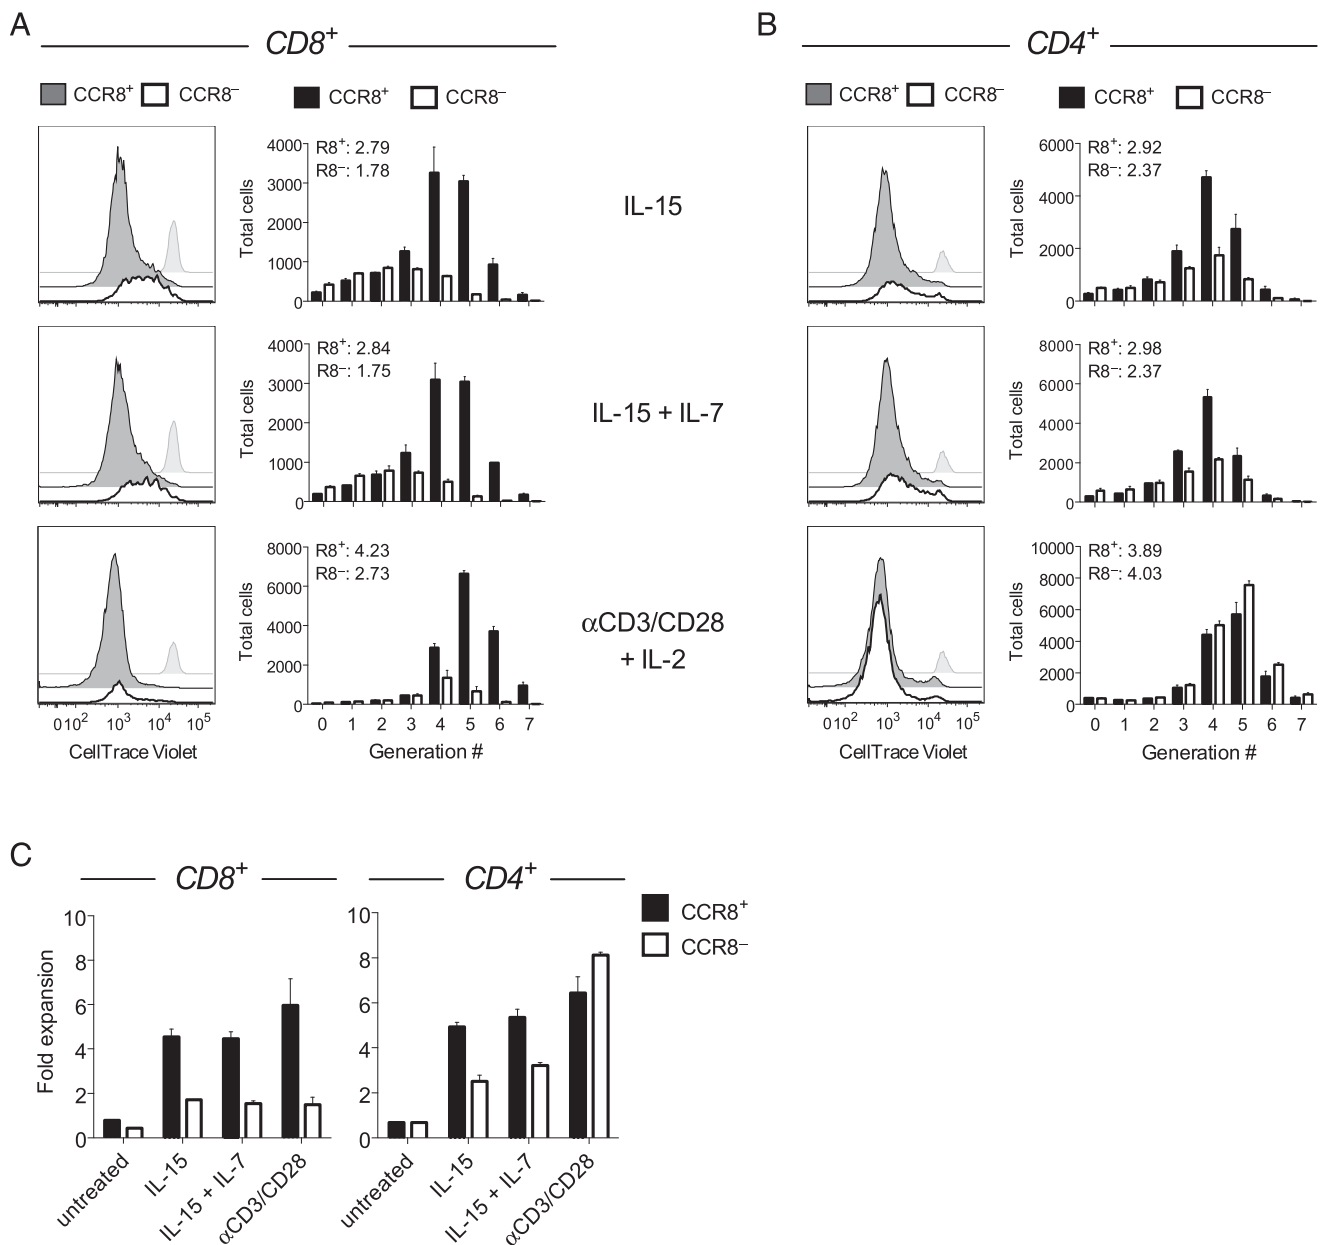 A
CD8⁺
CCR8⁺ CCR8⁻
CCR8⁺ CCR8⁻
Total cells
4000
3000
2000
1000
0
R8⁺: 2.79
R8⁻: 1.78
IL-15
Total cells
4000
3000
2000
1000
0
R8⁺: 2.84
R8⁻: 1.75
IL-15 + IL-7
Total cells
8000
6000
4000
2000
0
R8⁺: 4.23
R8⁻: 2.73
αCD3/CD28
+ IL-2
0 10² 10³ 10⁴ 10⁵
CellTrace Violet
0 1 2 3 4 5 6 7
Generation #
B
CD4⁺
CCR8⁺ CCR8⁻
CCR8⁺ CCR8⁻
Total cells
6000
4000
2000
0
R8⁺: 2.92
R8⁻: 2.37
Total cells
8000
6000
4000
2000
0
R8⁺: 2.98
R8⁻: 2.37
Total cells
10000
8000
6000
4000
2000
0
R8⁺: 3.89
R8⁻: 4.03
0 10² 10³ 10⁴ 10⁵
CellTrace Violet
0 1 2 3 4 5 6 7
Generation #
C
CD8⁺
Fold expansion
10
8
6
4
2
0
untreated
IL-15
IL-15 + IL-7
αCD3/CD28
CD4⁺
10
8
6
4
2
0
untreated
IL-15
IL-15 + IL-7
αCD3/CD28
CCR8⁺
CCR8⁻